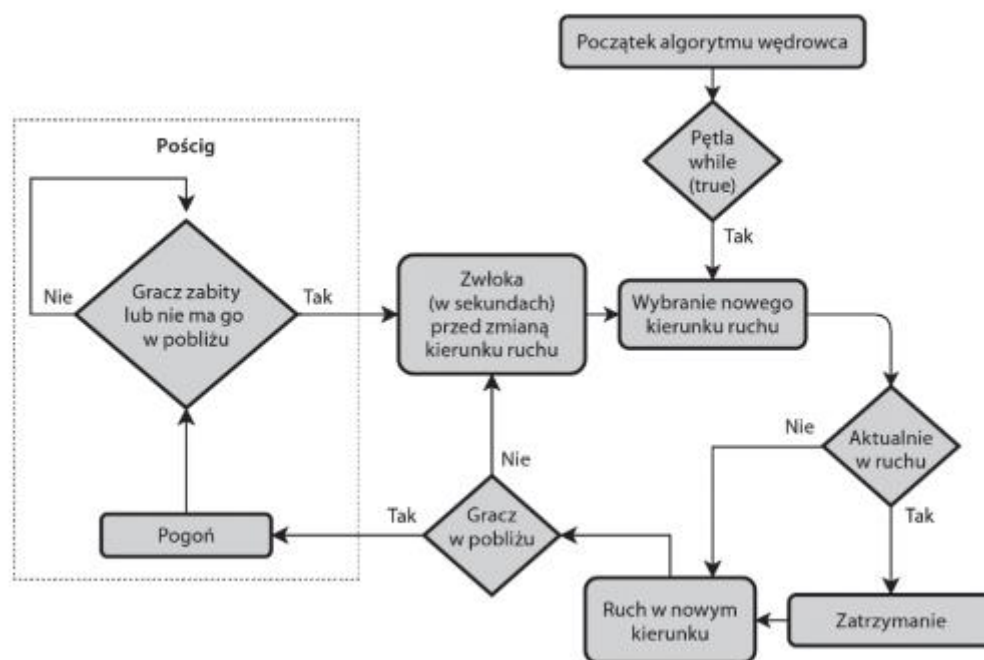 Początek algorytmu wędrowca
Pętla
while
(true)
Tak
Pościg
Nie
Gracz zabity
lub nie ma go
w pobliżu
Tak
Zwłoka
(w sekundach)
przed zmianą
kierunku ruchu
Wybranie nowego
kierunku ruchu
Nie
Aktualnie
w ruchu
Tak
Nie
Pogoń
Tak
Gracz
w pobliżu
Ruch w nowym
kierunku
Zatrzymanie